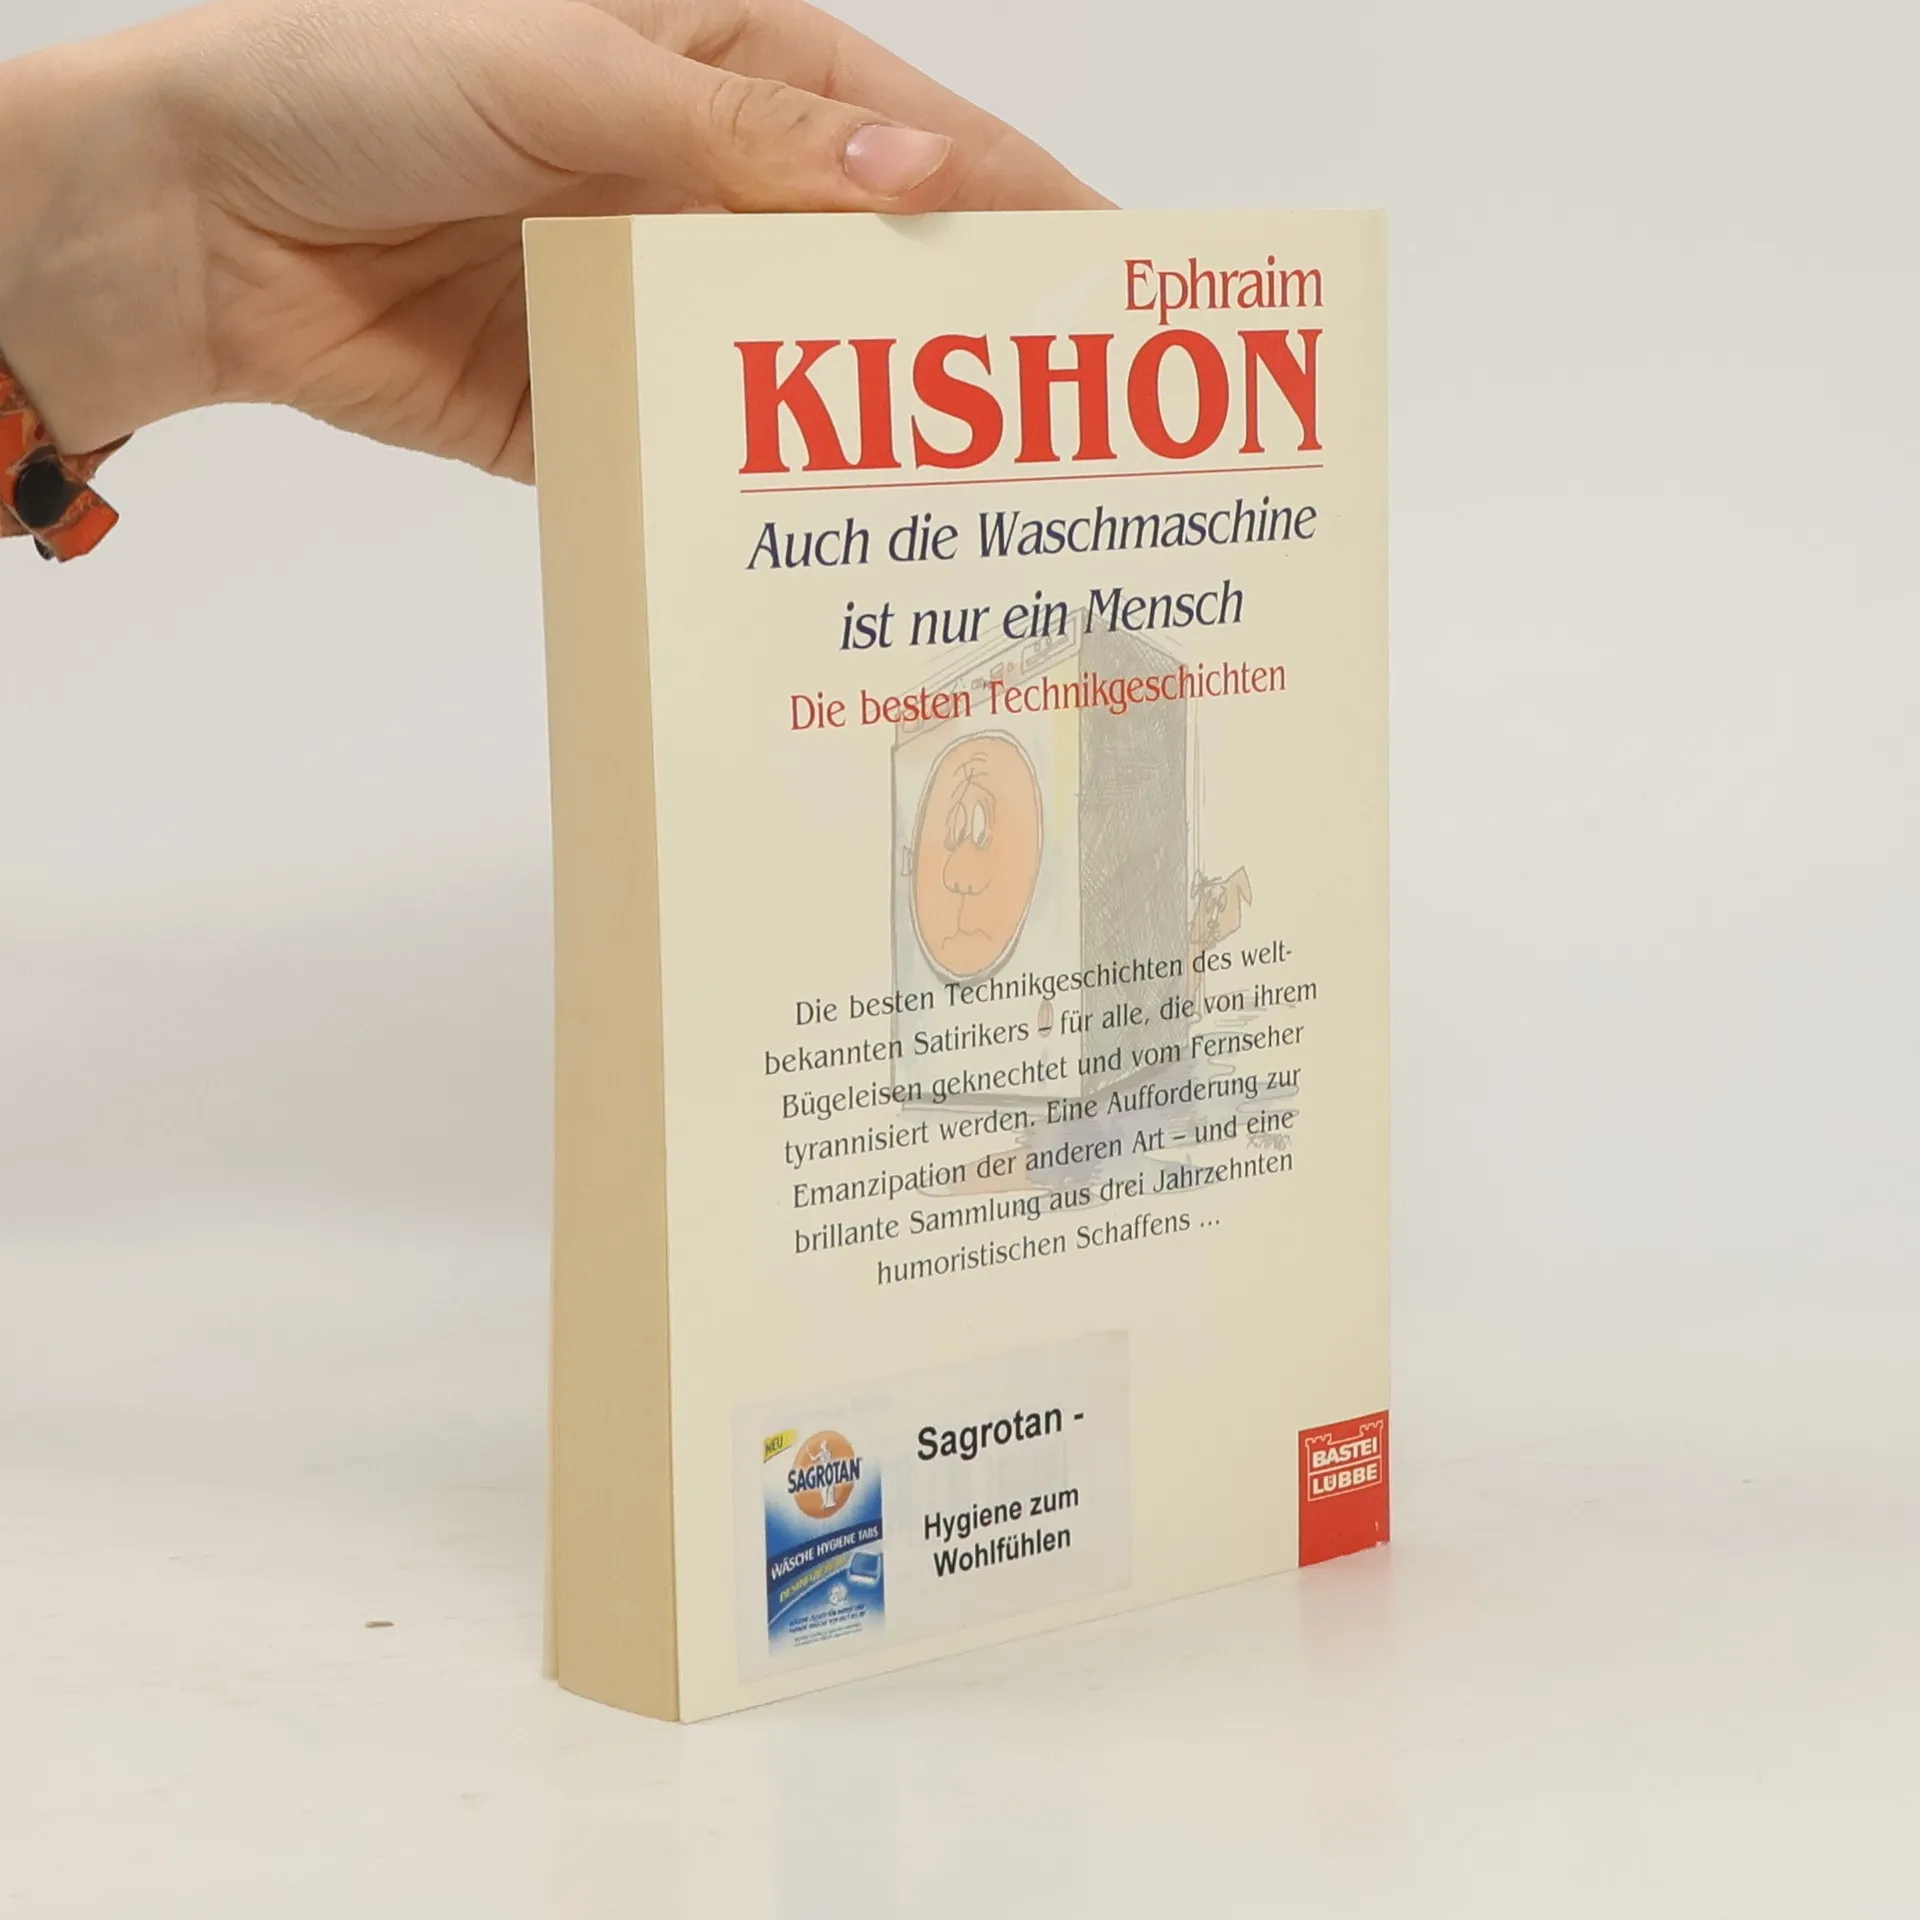 Ephraim
KISHON
Auch die Waschmaschine
ist nur ein Mensch
Die besten Technikgeschichten
Die besten Technikgeschichten des welt-
bekannten Satirikers – für alle, die von ihrem
Bügeleisen geknechtet und vom Fernseher
tyrannisiert werden. Eine Aufforderung zur
Emanzipation der anderen Art – und eine
brillante Sammlung aus drei Jahrzehnten
humoristischen Schaffens ...
NEU
SAGROTAN
WÄSCHE HYGIENE TABS
Sagrotan -
Hygiene zum
Wohlfühlen
BASTEI
LÜBBE